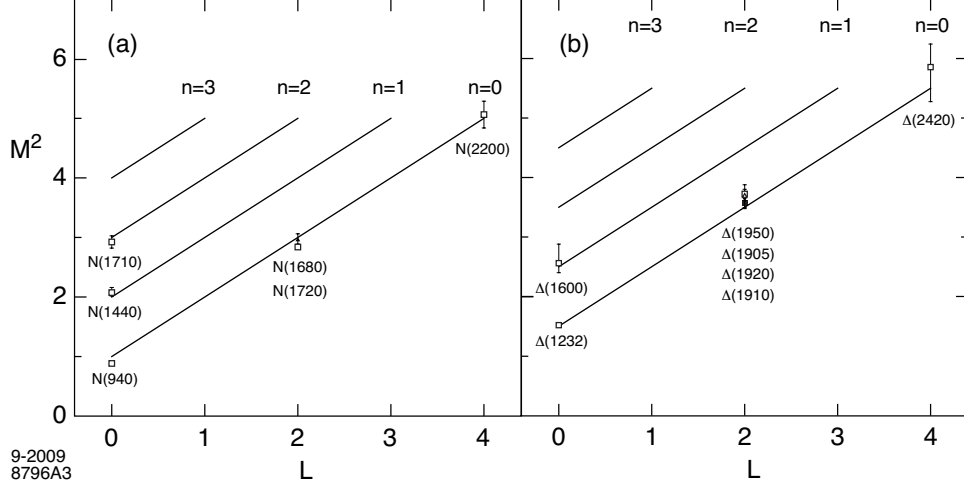 (a)
n=3 n=2 n=1 n=0
6
4
2
0
M²
N(2200)
N(1710)
N(1680)
N(1720)
N(1440)
N(940)
0 1 2 3 4
L
(b)
n=3 n=2 n=1 n=0
Δ(2420)
Δ(1950)
Δ(1905)
Δ(1920)
Δ(1910)
Δ(1600)
Δ(1232)
0 1 2 3 4
L
9-2009
8796A3